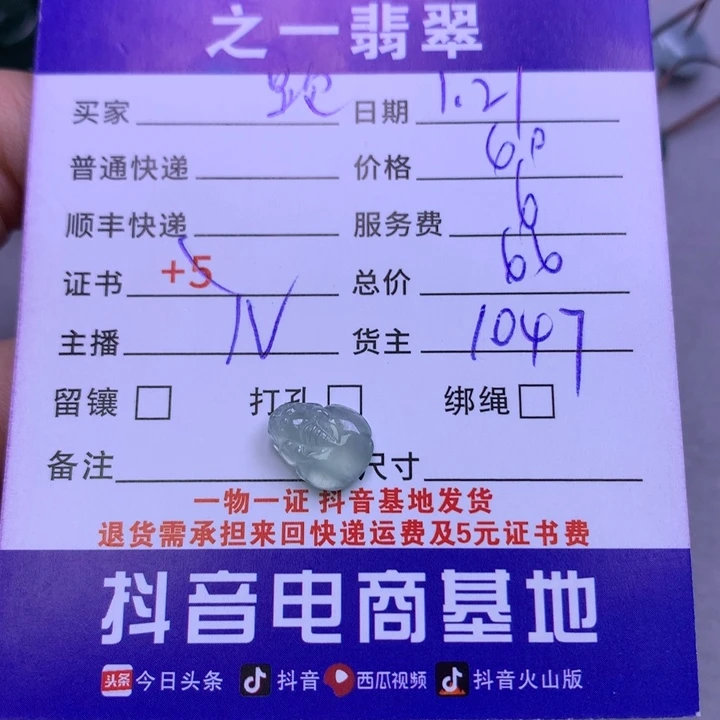 之一翡翠
买家 日期 1.21
普通快递 价格 60
顺丰快递 服务费 6
证书 +5 总价 66
主播 IV 货主 1047
留镶 打孔 绑绳
备注 尺寸
一物一证 抖音基地发货
退货需承担来回快递运费及5元证书费
抖音电商基地
头条 今日头条 抖音 西瓜视频 抖音火山版